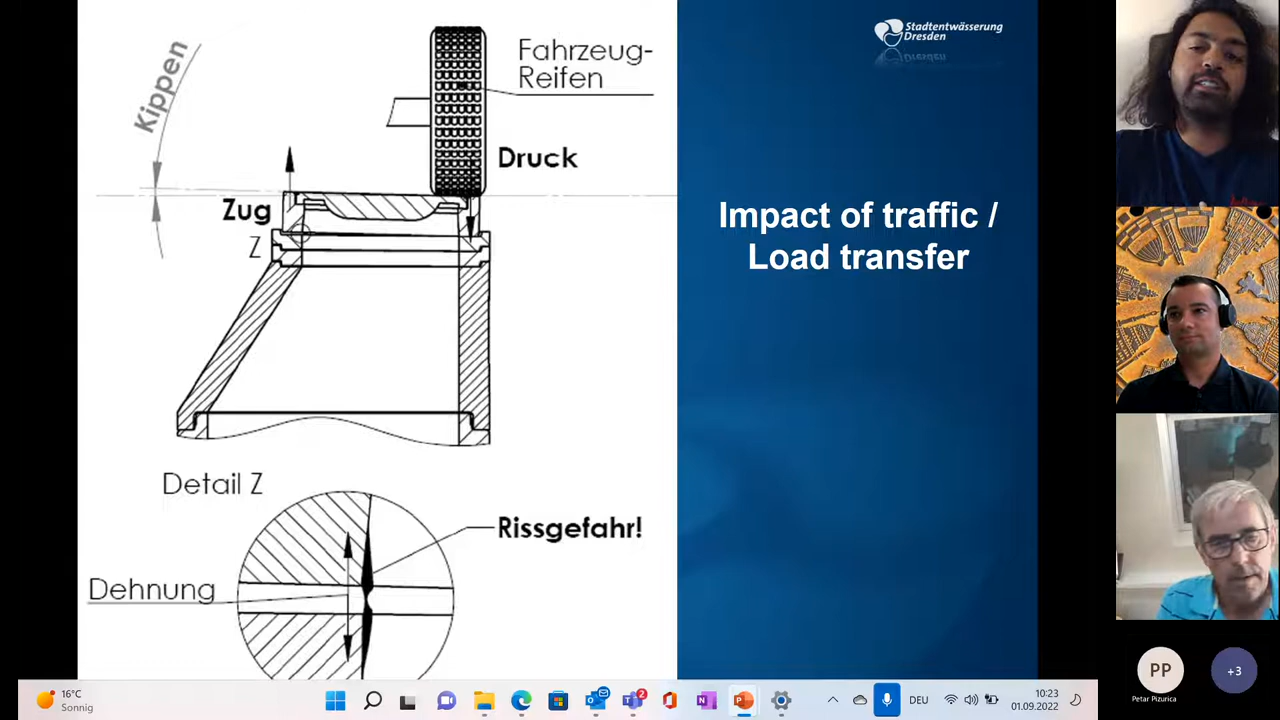 Kippen
Fahrzeug-
Reifen
Druck
Zug
Z
Detail Z
Rissgefahr!
Dehnung
Stadtentwässerung
Dresden
Impact of traffic /
Load transfer
PP
Petar Pizurica
+3
16°C
Sonnig
2
DEU
10:23
01.09.2022